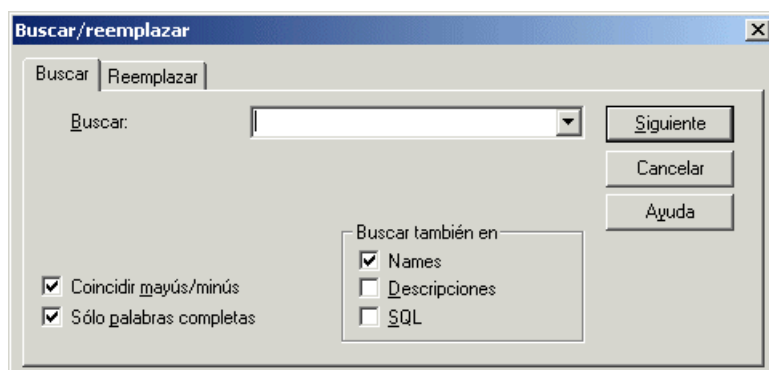 Buscar/reemplazar
Buscar
Reemplazar
Buscar:
Siguiente
Cancelar
Ayuda
Buscar también en
Names
Descripciones
SQL
Coincidir mayús/minús
Sólo palabras completas